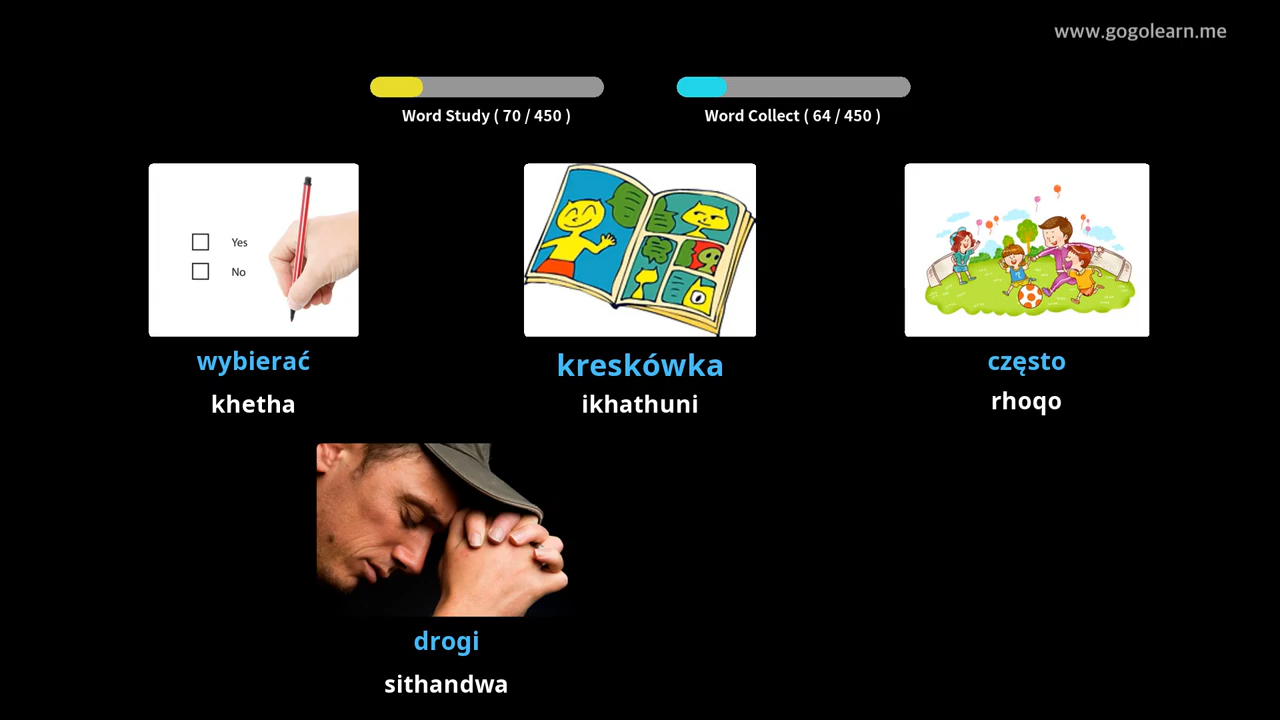 www.gogolearn.me
Word Study ( 70 / 450 )
Word Collect ( 64 / 450 )
Yes
No
wybierać
khetha
kreskówka
ikhathuni
często
rhoqo
drogi
sithandwa